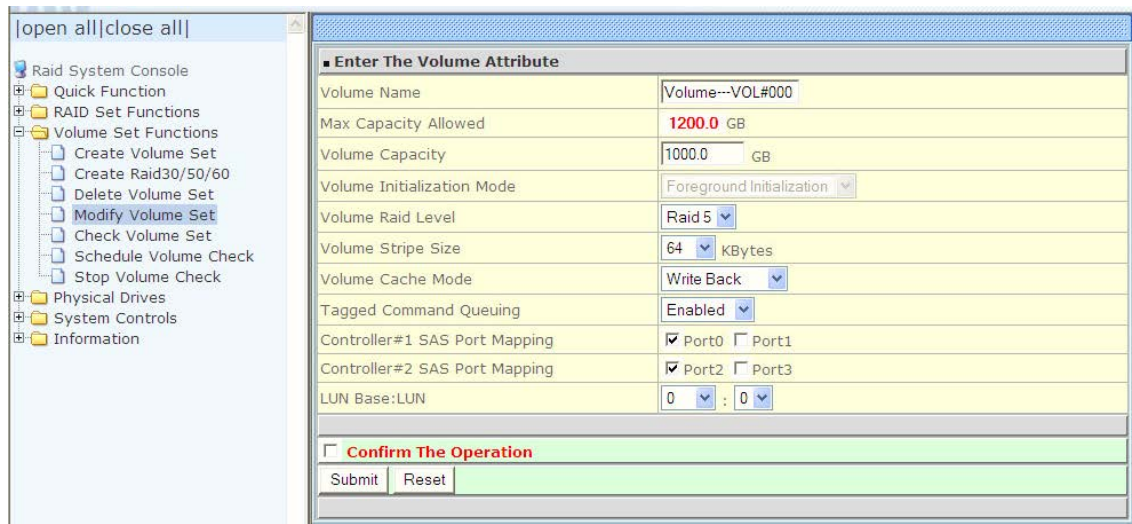 |open all|close all|
Raid System Console
Quick Function
RAID Set Functions
Volume Set Functions
Create Volume Set
Create Raid30/50/60
Delete Volume Set
Modify Volume Set
Check Volume Set
Schedule Volume Check
Stop Volume Check
Physical Drives
System Controls
Information
Enter The Volume Attribute
Volume Name Volume---VOL#000
Max Capacity Allowed 1200.0 GB
Volume Capacity 1000.0 GB
Volume Initialization Mode Foreground Initialization
Volume Raid Level Raid 5
Volume Stripe Size 64 KBytes
Volume Cache Mode Write Back
Tagged Command Queuing Enabled
Controller#1 SAS Port Mapping Port0 Port1
Controller#2 SAS Port Mapping Port2 Port3
LUN Base:LUN 0 : 0
Confirm The Operation
Submit Reset